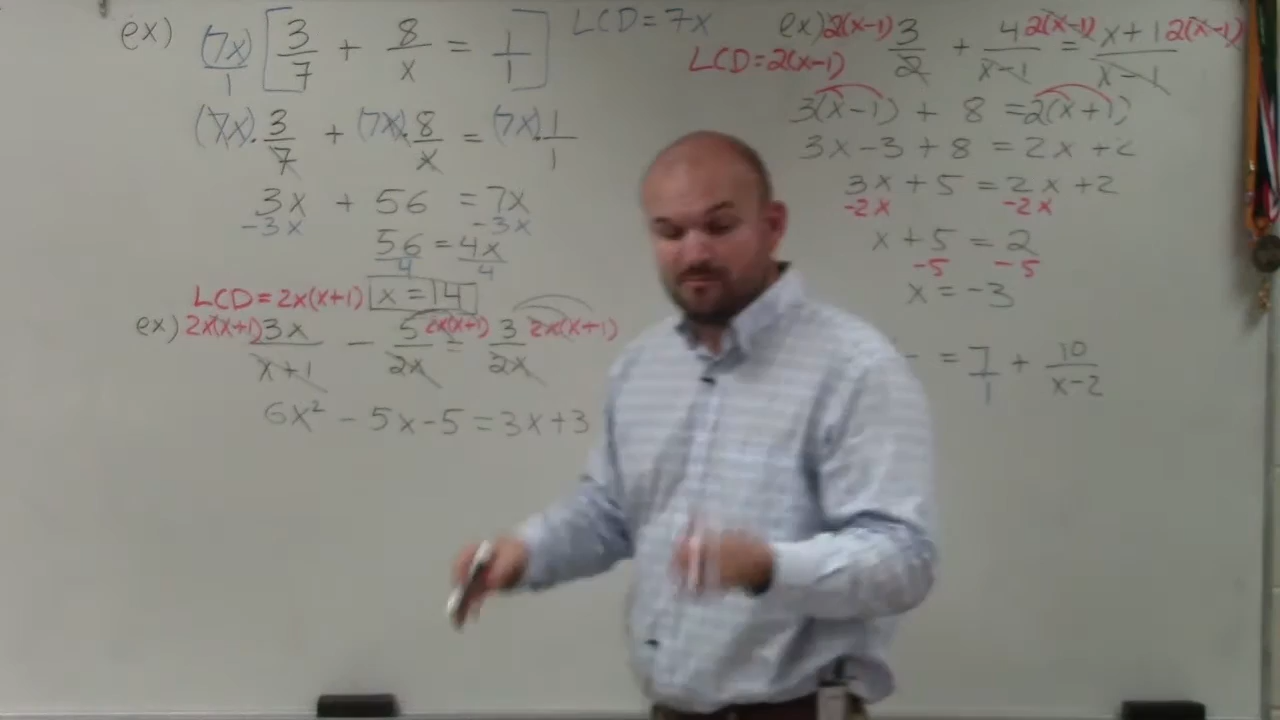 ex) (7x)/1 [ 3/7 + 8/x = 1/1 ] LCD = 7x
(7x)·3/7 + (7x)·8/x = (7x)·1/1
3x + 56 = 7x
-3x -3x
56/4 = 4x/4
x = 14
LCD = 2x(x+1)
ex) 2x(x+1) 3x/x+1 - 5/2x 2x(x+1) = 3/2x 2x(x+1)
6x² - 5x - 5 = 3x + 3
ex) 2(x-1) 3/2 + 4/x-1 2(x-1) = x+1/x-1 2(x-1)
LCD = 2(x-1)
3(x-1) + 8 = 2(x+1)
3x - 3 + 8 = 2x + 2
3x + 5 = 2x + 2
-2x -2x
x + 5 = 2
-5 -5
x = -3
= 7/1 + 10/x-2